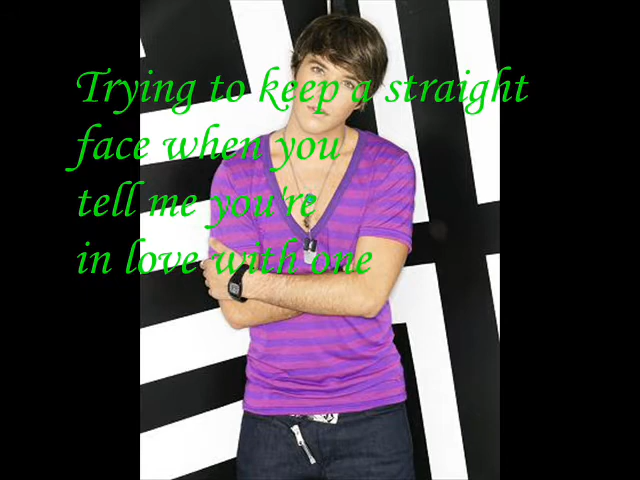 Trying to keep a straight
face when you
tell me you're
in love with one